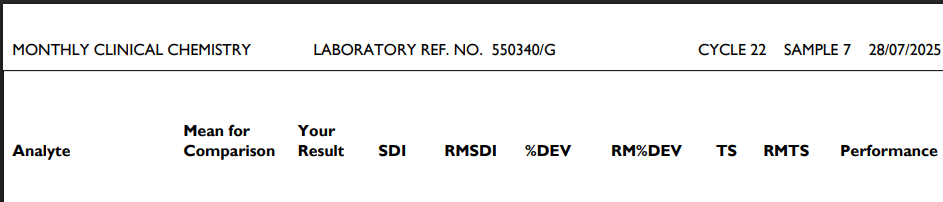 MONTHLY CLINICAL CHEMISTRY LABORATORY REF. NO. 550340/G CYCLE 22 SAMPLE 7 28/07/2025
Mean for Your
Analyte Comparison Result SDI RMSDI %DEV RM%DEV TS RMTS Performance